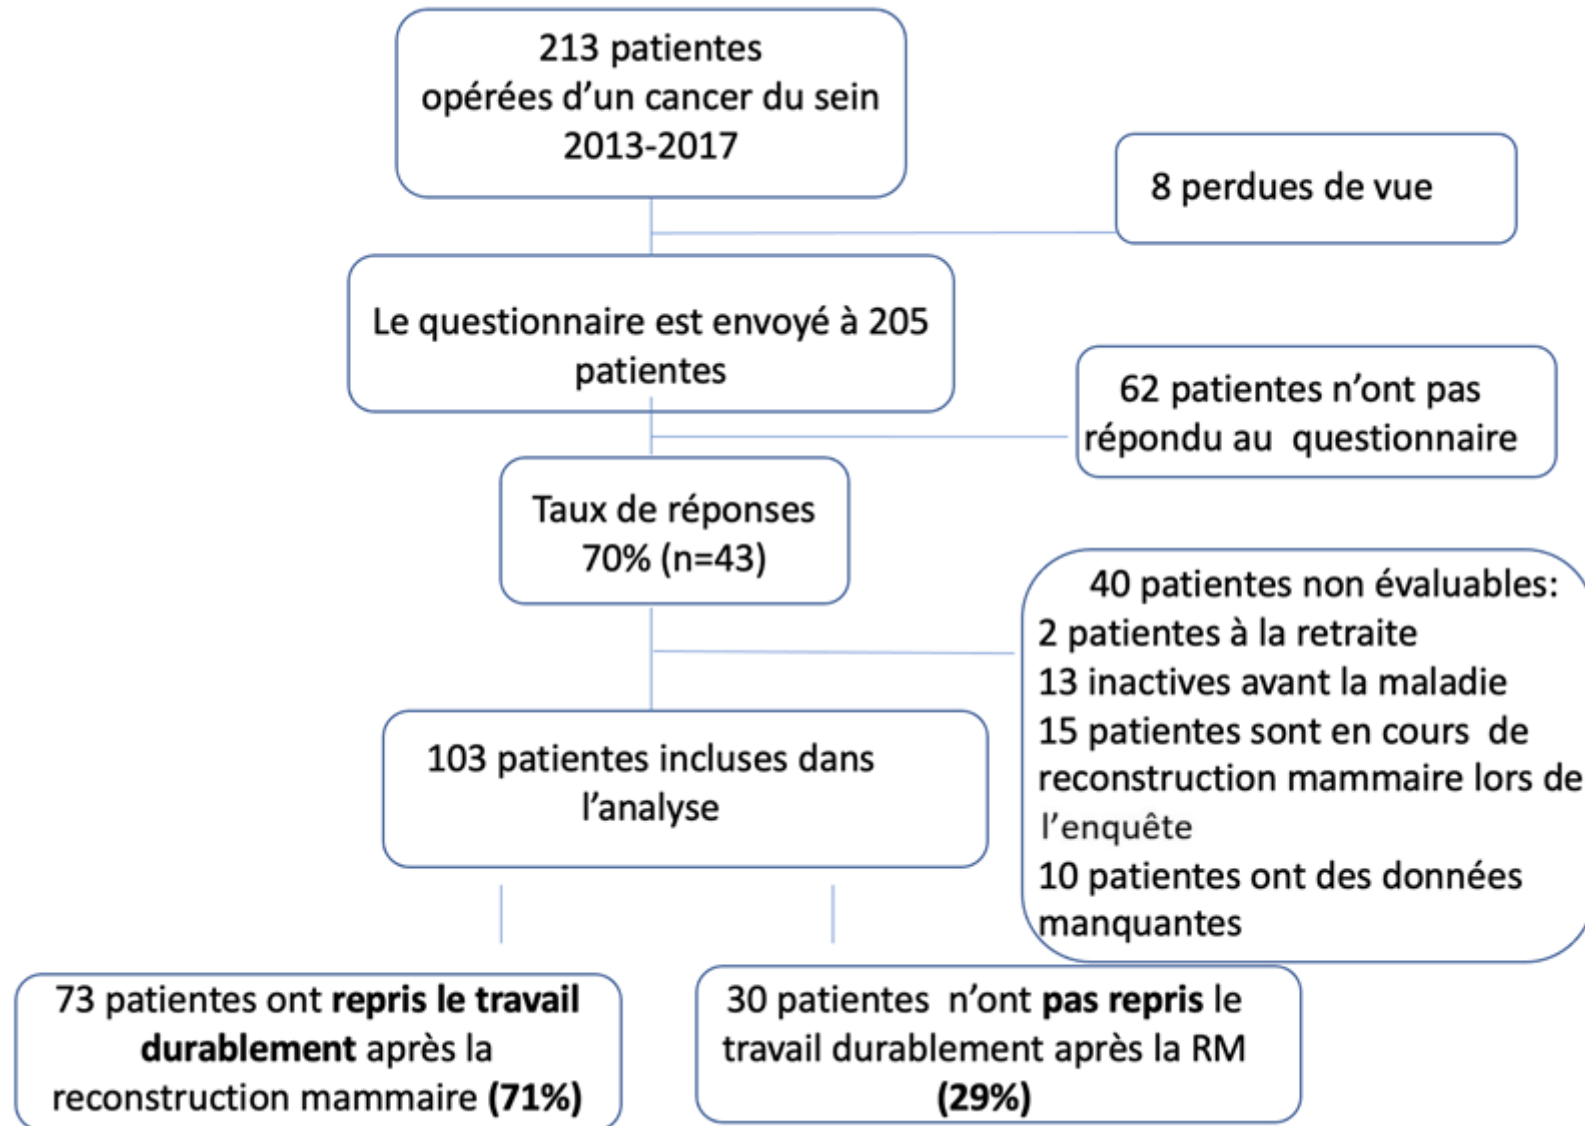 213 patientes
opérées d’un cancer du sein
2013-2017
8 perdues de vue
Le questionnaire est envoyé à 205
patientes
62 patientes n’ont pas
répondu au questionnaire
Taux de réponses
70% (n=43)
40 patientes non évaluables:
2 patientes à la retraite
13 inactives avant la maladie
15 patientes sont en cours de
reconstruction mammaire lors de
l’enquête
10 patientes ont des données
manquantes
103 patientes incluses dans
l’analyse
73 patientes ont repris le travail
durablement après la
reconstruction mammaire (71%)
30 patientes n’ont pas repris le
travail durablement après la RM
(29%)